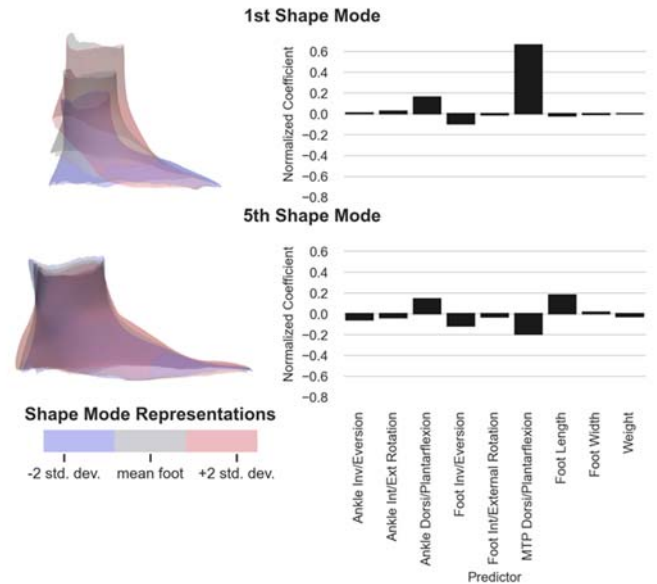 1st Shape Mode
Normalized Coefficient
0.6
0.4
0.2
0.0
−0.2
−0.4
−0.6
−0.8
5th Shape Mode
Normalized Coefficient
0.6
0.4
0.2
0.0
−0.2
−0.4
−0.6
−0.8
Shape Mode Representations
-2 std. dev. mean foot +2 std. dev.
Ankle Inv/Eversion
Ankle Int/Ext Rotation
Ankle Dorsi/Plantarflexion
Foot Inv/Eversion
Foot Int/External Rotation
MTP Dorsi/Plantarflexion
Foot Length
Foot Width
Weight
Predictor